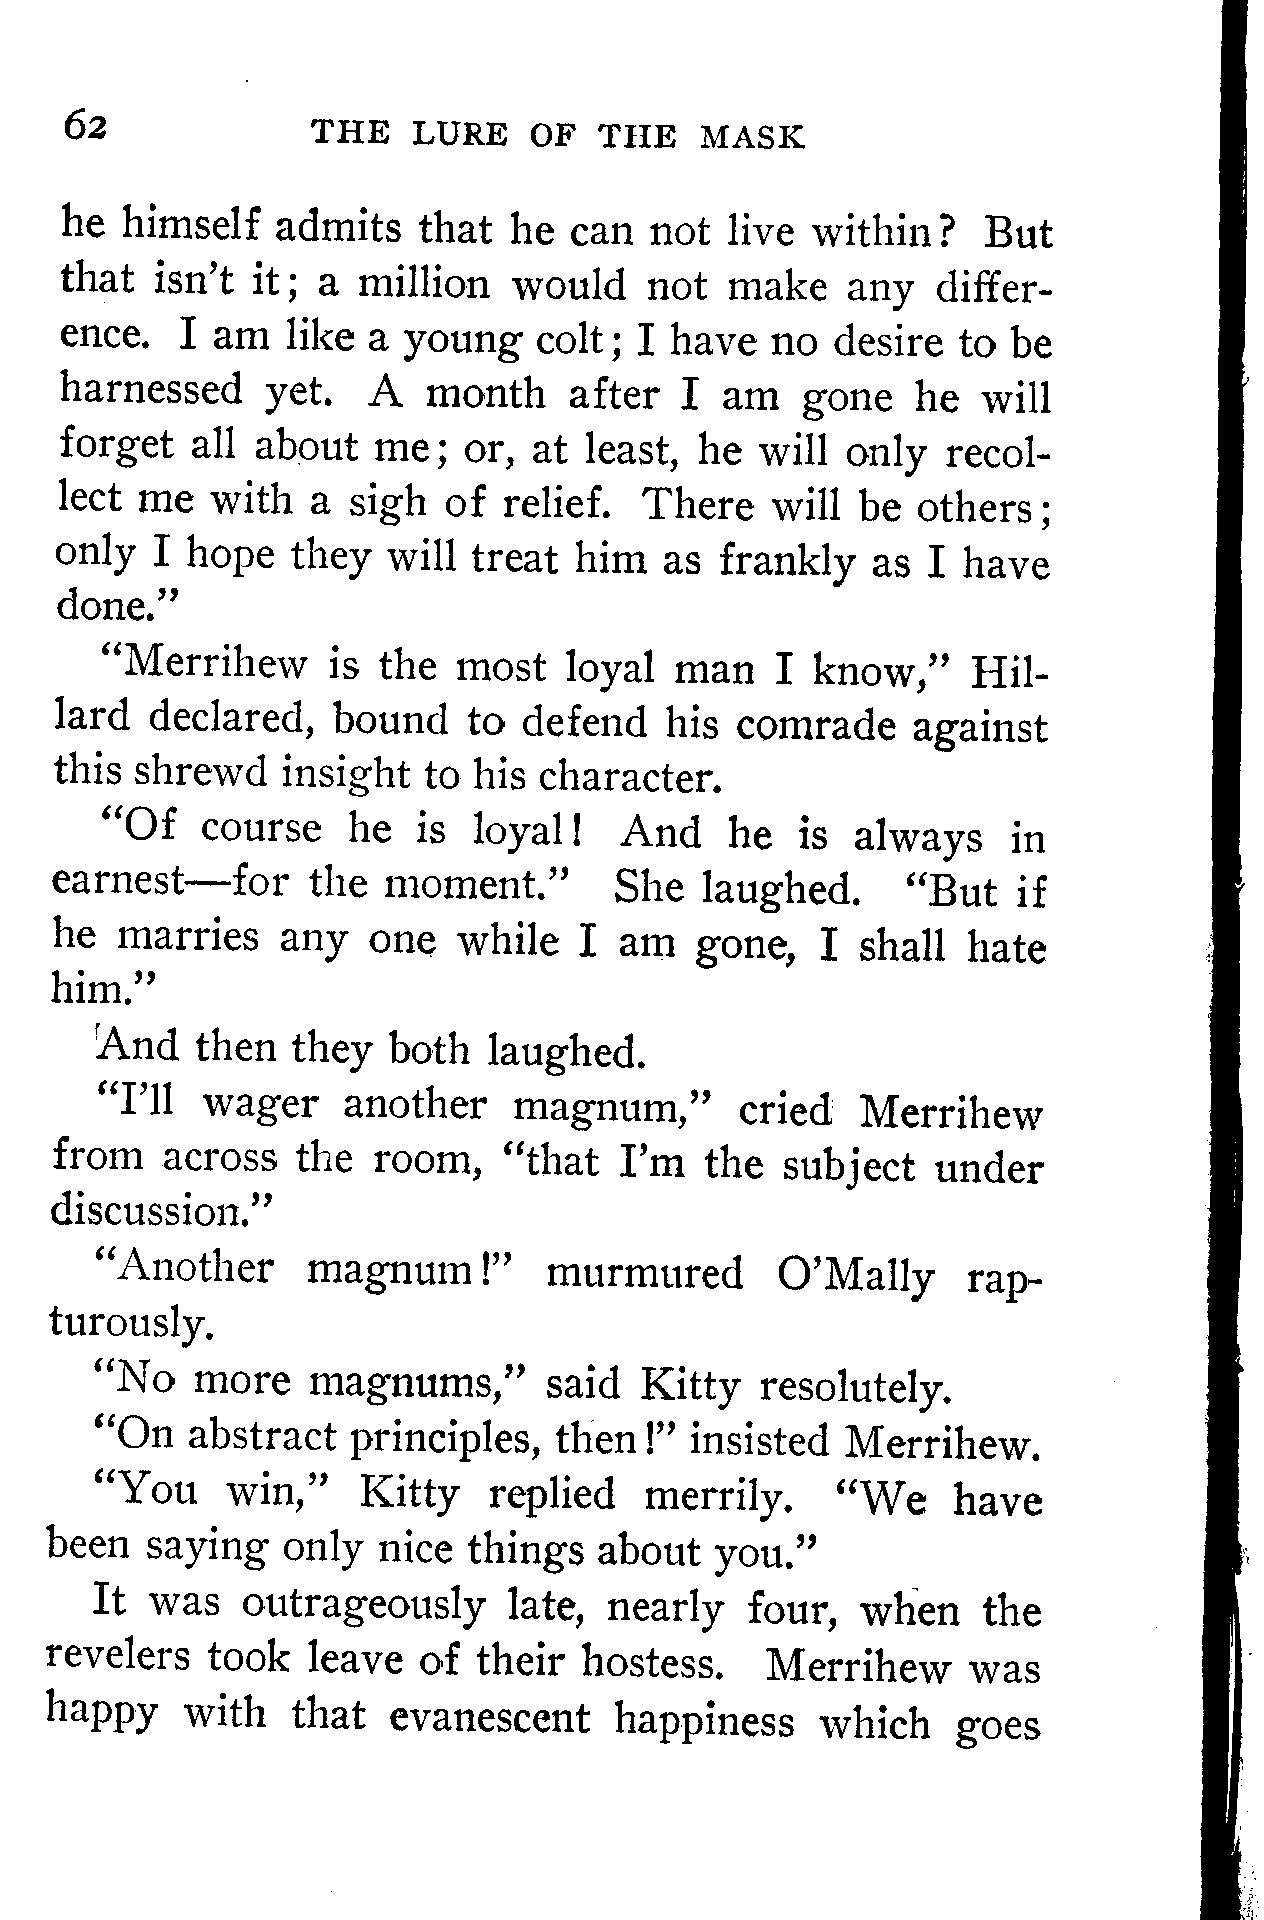 62 THE LURE OF THE MASK
he himself admits that he can not live within? But
that isn't it; a million would not make any differ-
ence. I am like a young colt; I have no desire to be
harnessed yet. A month after I am gone he will
forget all about me; or, at least, he will only recol-
lect me with a sigh of relief. There will be others;
only I hope they will treat him as frankly as I have
done."
"Merrihew is the most loyal man I know," Hil-
lard declared, bound to defend his comrade against
this shrewd insight to his character.
"Of course he is loyal! And he is always in
earnest—for the moment." She laughed. "But if
he marries any one while I am gone, I shall hate
him."
And then they both laughed.
"I'll wager another magnum," cried Merrihew
from across the room, "that I'm the subject under
discussion."
"Another magnum!" murmured O'Mally rap-
turously.
"No more magnums," said Kitty resolutely.
"On abstract principles, then!" insisted Merrihew.
"You win," Kitty replied merrily. "We have
been saying only nice things about you."
It was outrageously late, nearly four, when the
revelers took leave of their hostess. Merrihew was
happy with that evanescent happiness which goes